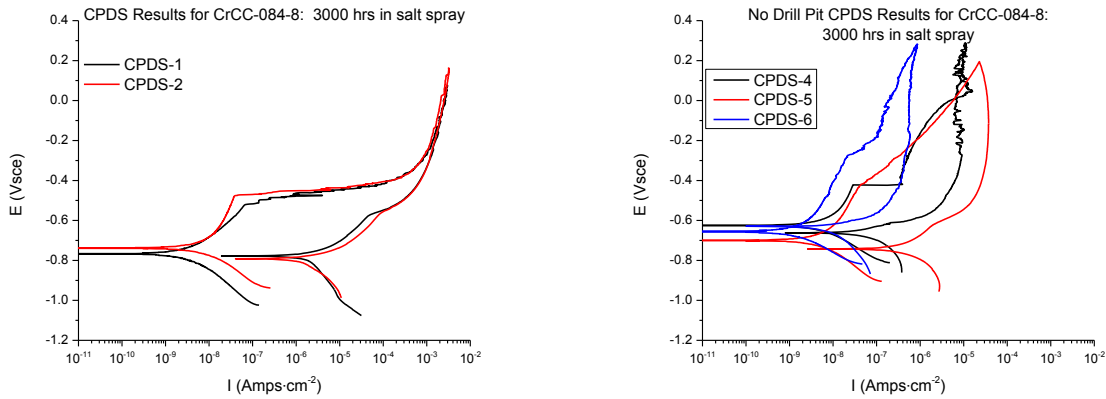 CPDS Results for CrCC-084-8: 3000 hrs in salt spray
0.4
0.2
0.0
-0.2
-0.4
-0.6
-0.8
-1.0
-1.2
E (Vsce)
CPDS-1
CPDS-2
10⁻¹¹ 10⁻¹⁰ 10⁻⁹ 10⁻⁸ 10⁻⁷ 10⁻⁶ 10⁻⁵ 10⁻⁴ 10⁻³ 10⁻²
I (Amps·cm⁻²)
No Drill Pit CPDS Results for CrCC-084-8:
3000 hrs in salt spray
0.4
0.2
0.0
-0.2
-0.4
-0.6
-0.8
-1.0
-1.2
E (Vsce)
CPDS-4
CPDS-5
CPDS-6
10⁻¹¹ 10⁻¹⁰ 10⁻⁹ 10⁻⁸ 10⁻⁷ 10⁻⁶ 10⁻⁵ 10⁻⁴ 10⁻³ 10⁻²
I (Amps·cm⁻²)